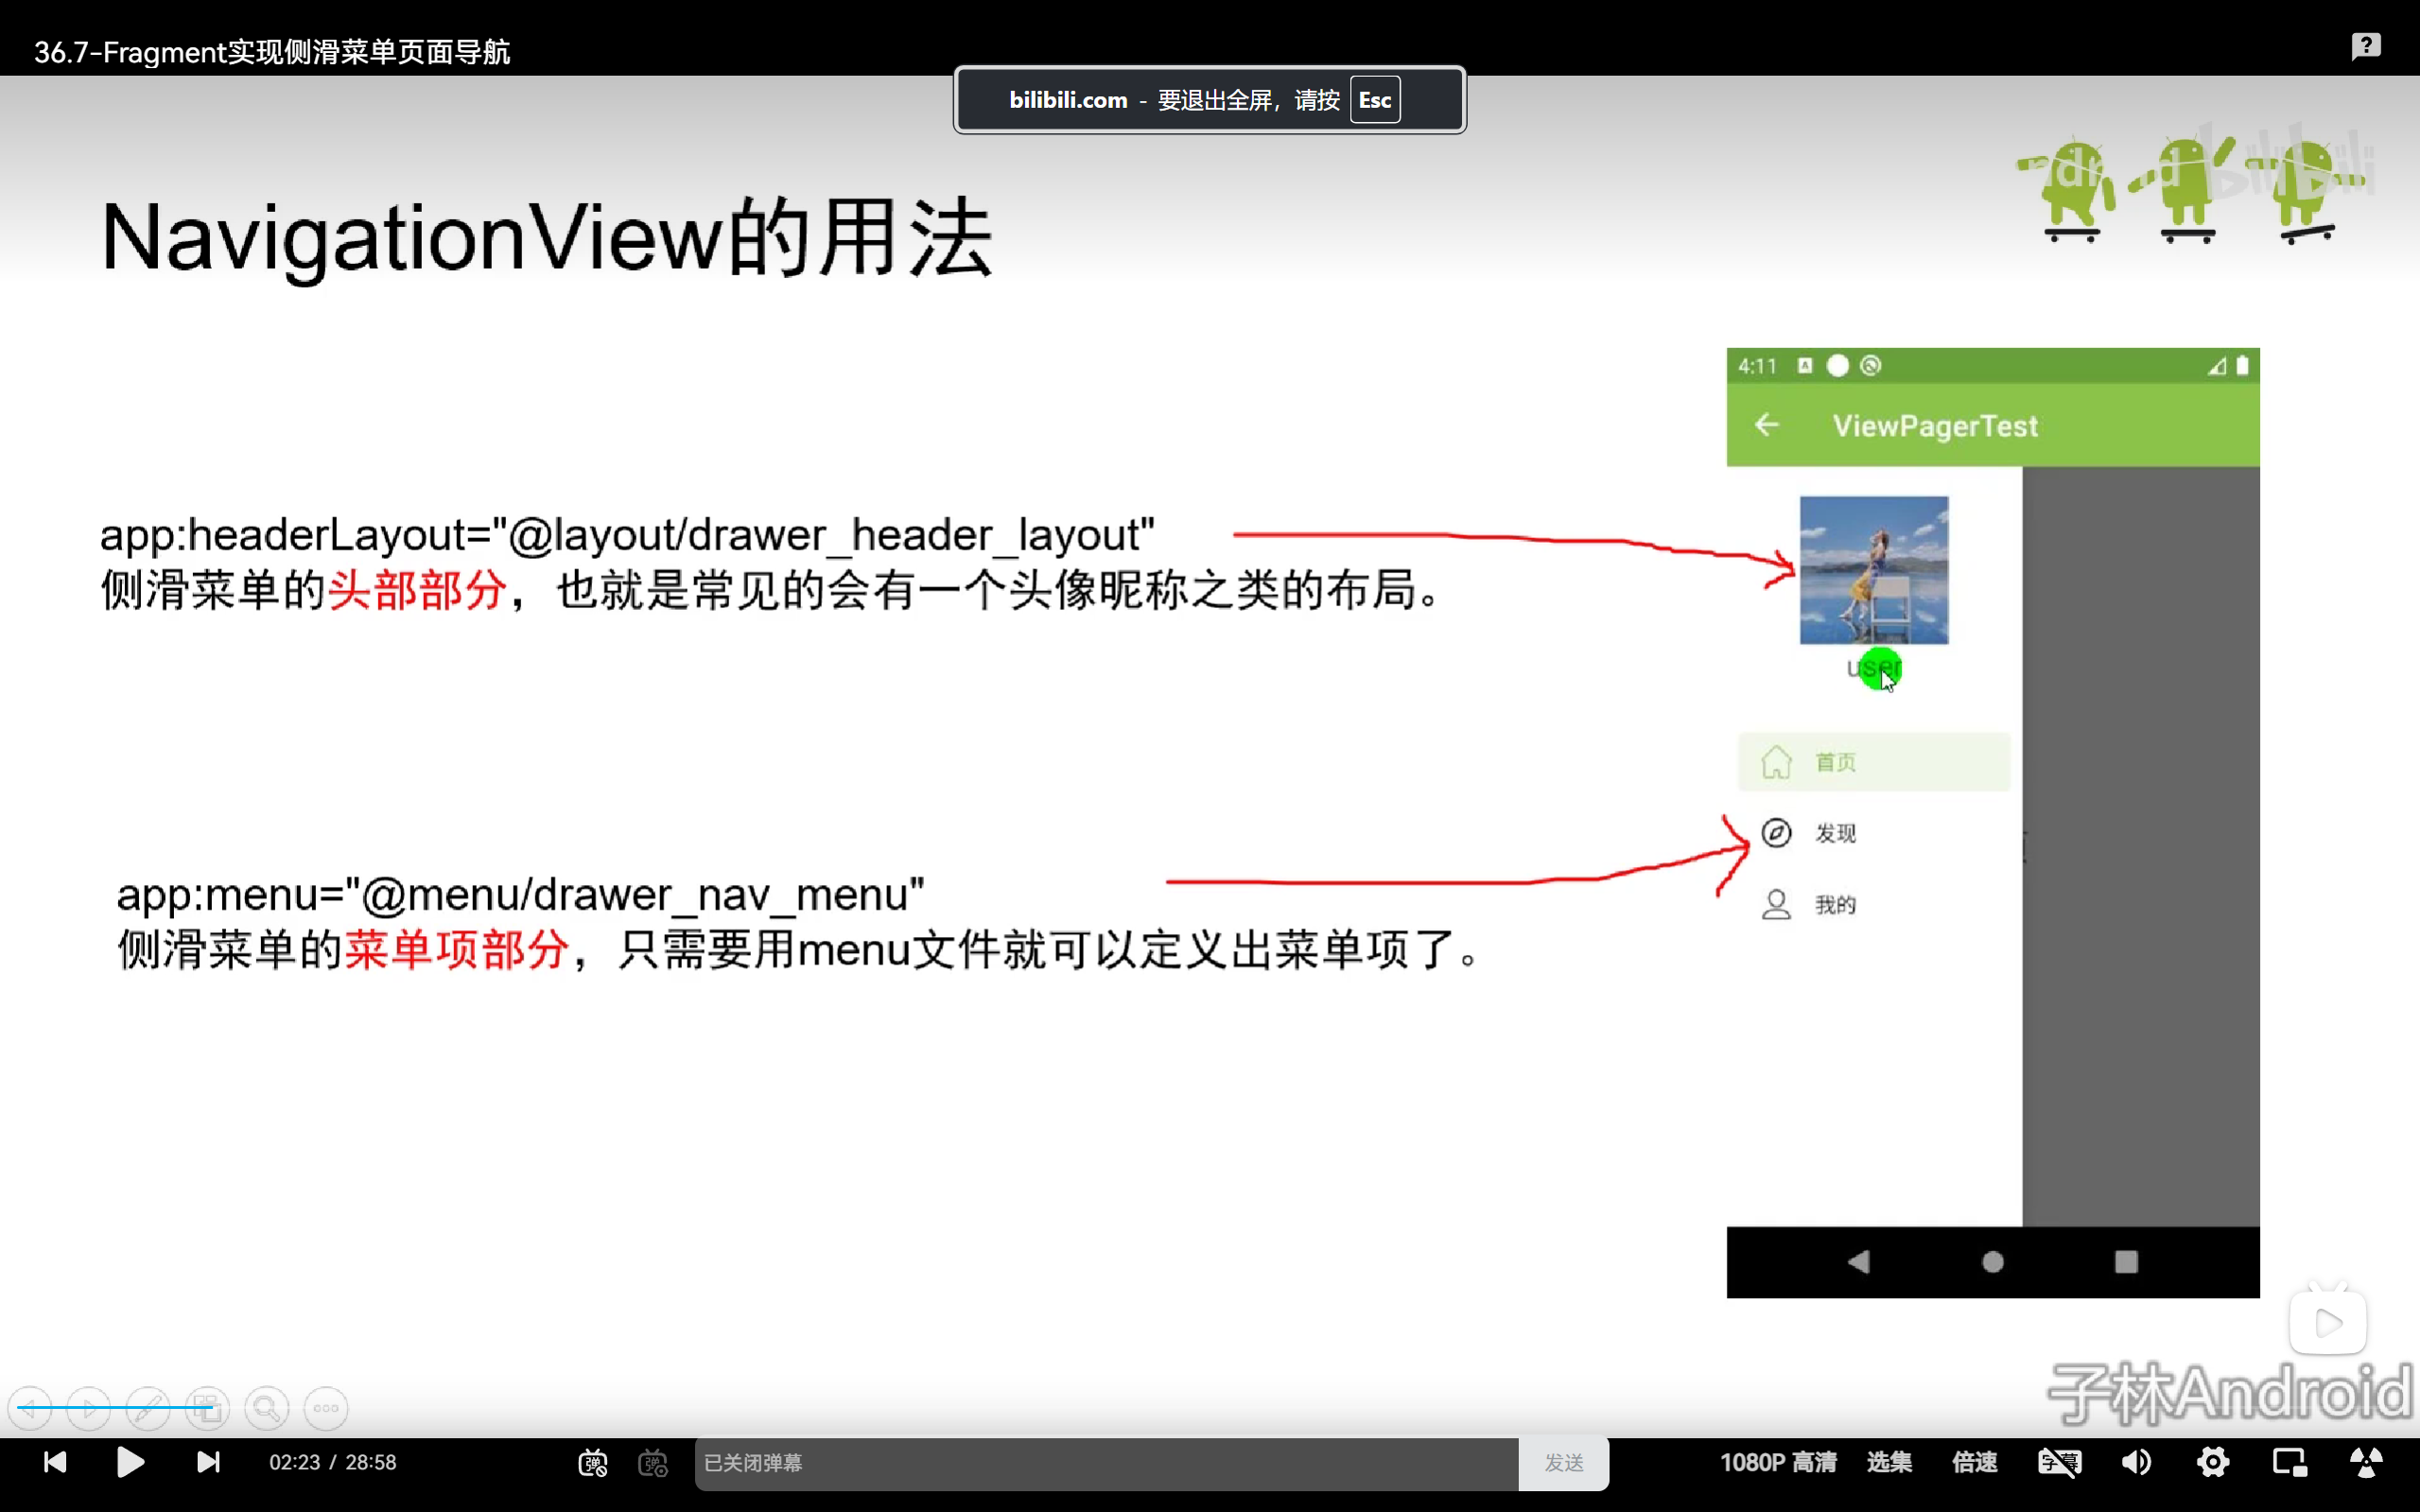 36.7-Fragment实现侧滑菜单页面导航
bilibili.com - 要退出全屏，请按 Esc
bilibili
NavigationView的用法
app:headerLayout="@layout/drawer_header_layout"
侧滑菜单的头部部分，也就是常见的会有一个头像昵称之类的布局。
app:menu="@menu/drawer_nav_menu"
侧滑菜单的菜单项部分，只需要用menu文件就可以定义出菜单项了。
4:11
ViewPagerTest
user
首页
发现
我的
子林Android
02:23 / 28:58
弹
弹
已关闭弹幕
发送
1080P 高清
选集
倍速
字幕